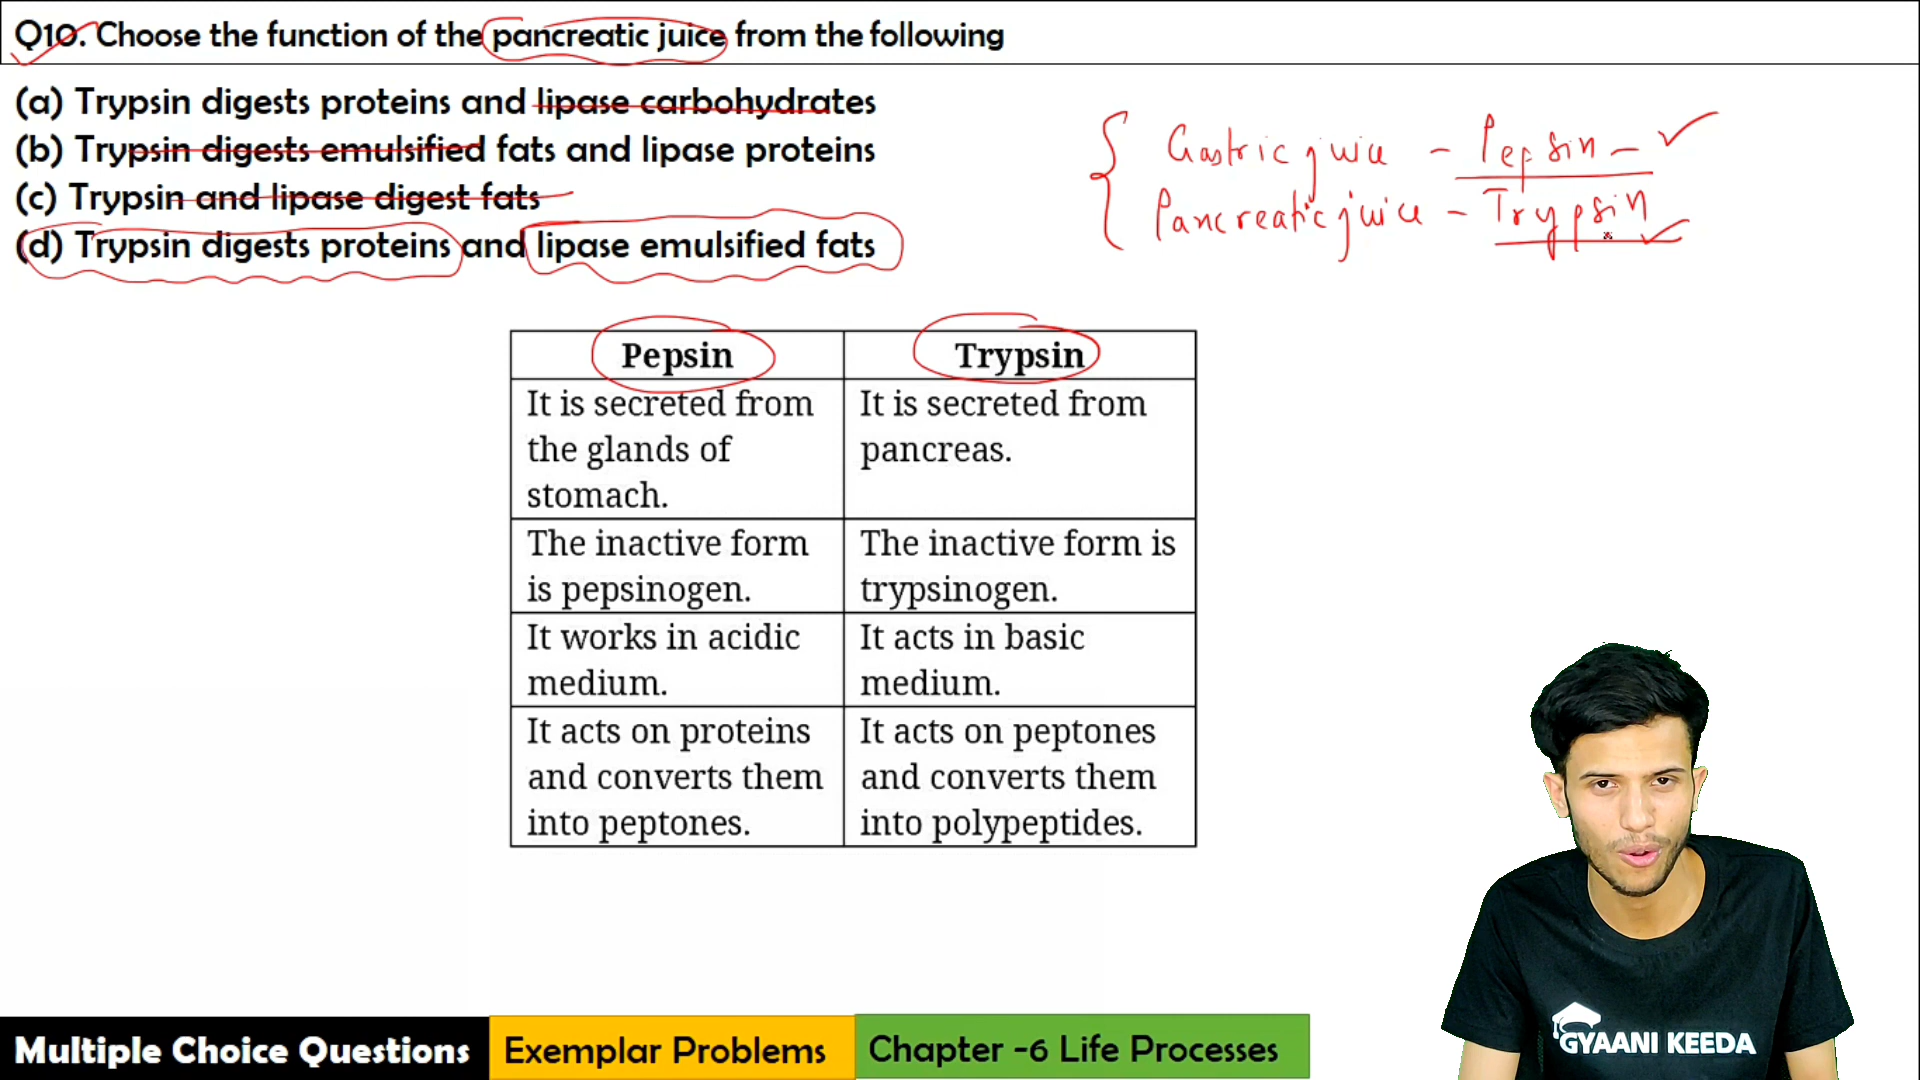 Q10. Choose the function of the pancreatic juice from the following
(a) Trypsin digests proteins and lipase carbohydrates
(b) Trypsin digests emulsified fats and lipase proteins
(c) Trypsin and lipase digest fats
(d) Trypsin digests proteins and lipase emulsified fats
Gastric juice - Pepsin -
Pancreatic juice - Trypsin
Pepsin
Trypsin
It is secreted from
the glands of
stomach.
It is secreted from
pancreas.
The inactive form
is pepsinogen.
The inactive form is
trypsinogen.
It works in acidic
medium.
It acts in basic
medium.
It acts on proteins
and converts them
into peptones.
It acts on peptones
and converts them
into polypeptides.
GYAANI KEEDA
Multiple Choice Questions
Exemplar Problems
Chapter -6 Life Processes